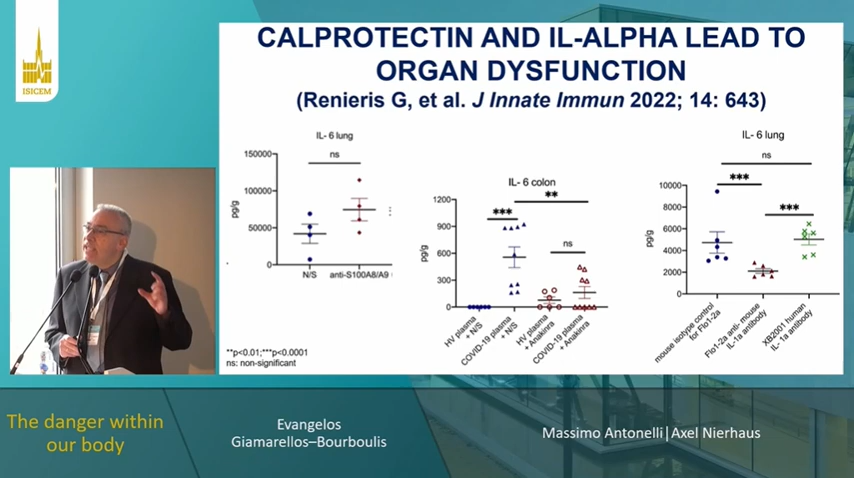 ISICEM
CALPROTECTIN AND IL-ALPHA LEAD TO
ORGAN DYSFUNCTION
(Renieris G, et al. J Innate Immun 2022; 14: 643)
IL- 6 lung
ns
150000
100000
50000
0
pg/g
N/S
anti-S100A8/A9
IL- 6 colon
**
***
ns
1200
900
600
300
0
pg/g
HV plasma
+ N/S
COVID-19 plasma
+ N/S
HV plasma
+ Anakinra
COVID-19 plasma
+ Anakinra
IL- 6 lung
ns
***
***
10000
8000
6000
4000
2000
0
pg/g
mouse isotype control
for Flo1-2a
Flo1-2a anti- mouse
IL-1a antibody
XB2001 human
IL- 1a antibody
**p<0.01;***p<0.0001
ns: non-significant
The danger within
our body
Evangelos
Giamarellos–Bourboulis
Massimo Antonelli|Axel Nierhaus